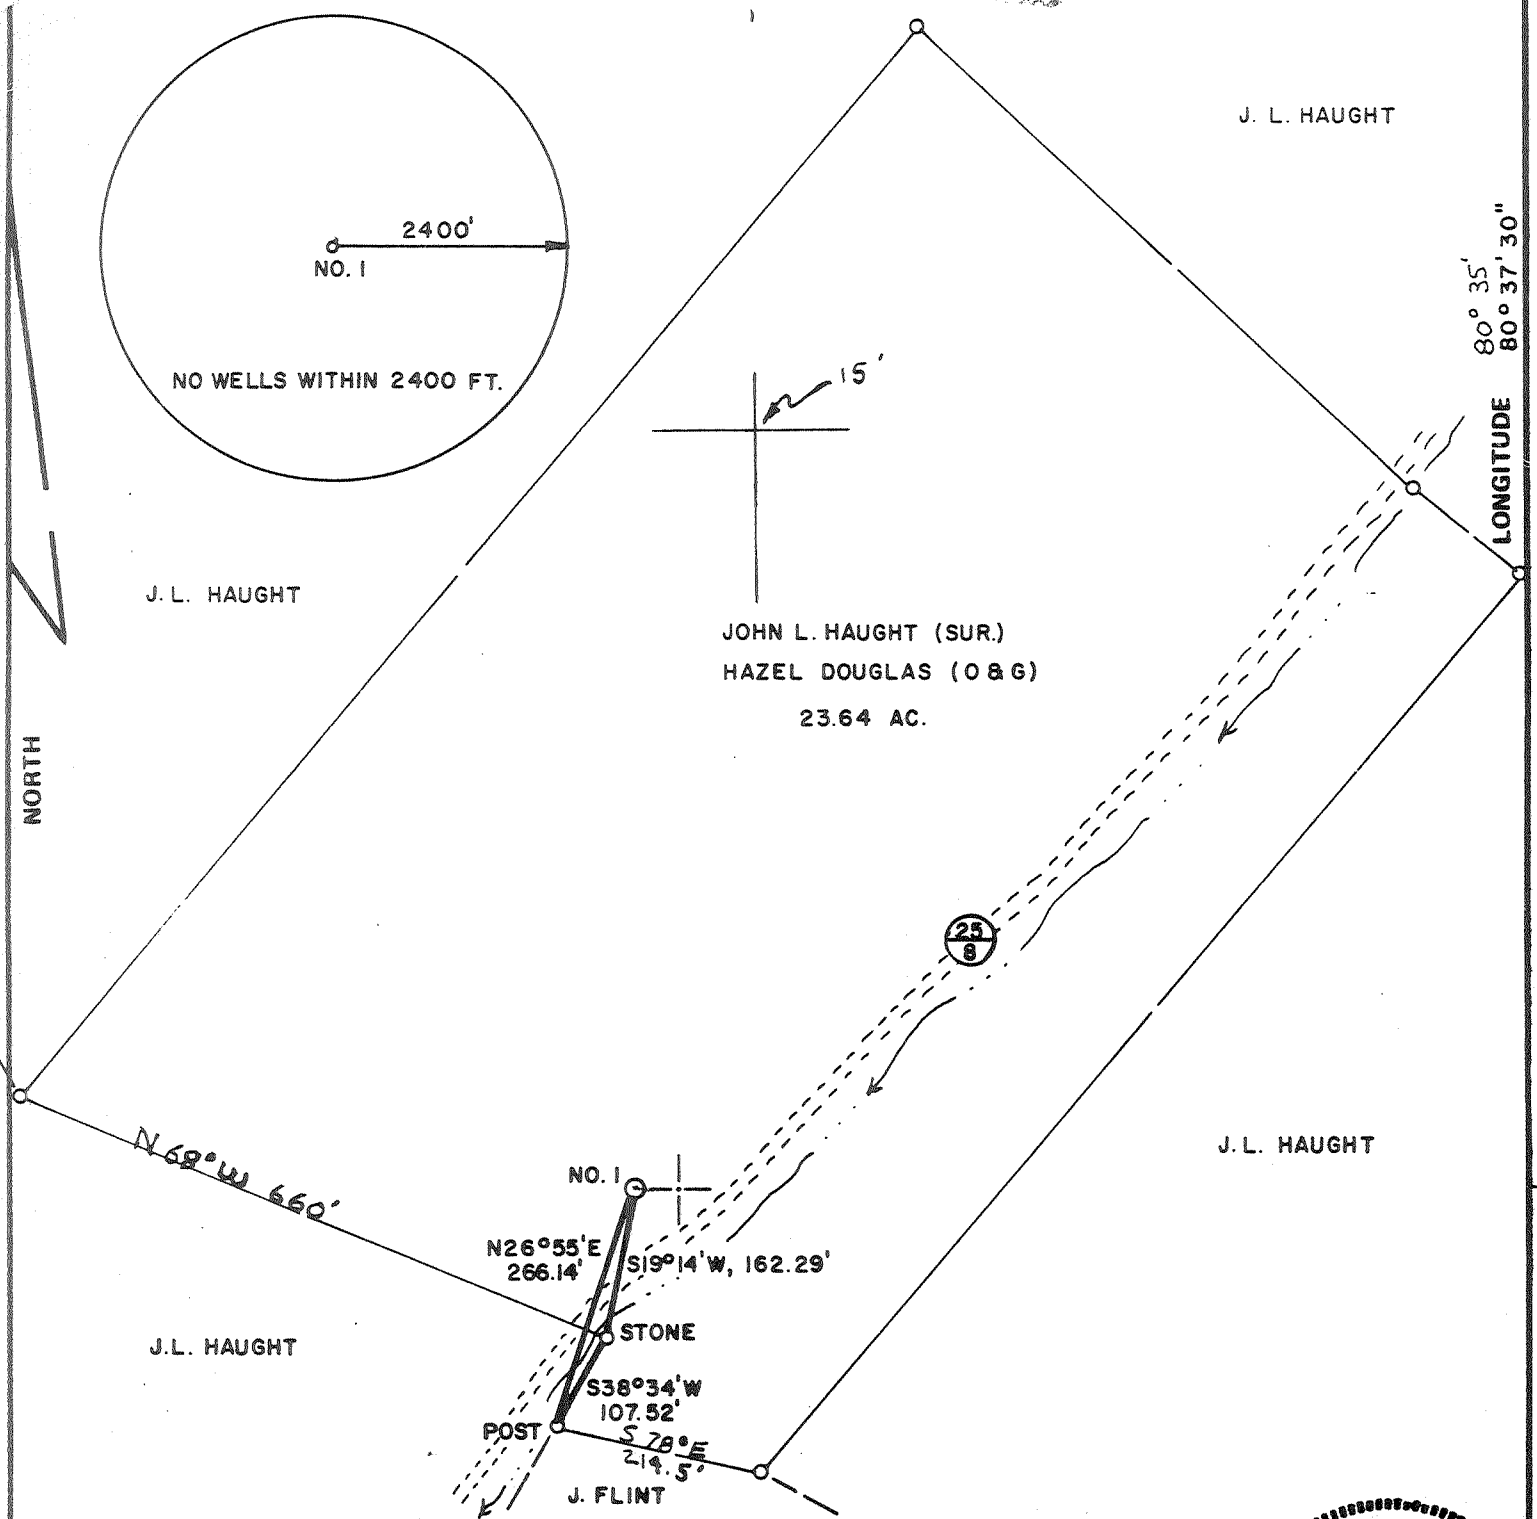 J. L. HAUGHT
2400'
NO. 1
NO WELLS WITHIN 2400 FT.
80° 35'
LONGITUDE 80° 37' 30"
15'
J. L. HAUGHT
JOHN L. HAUGHT (SUR.)
HAZEL DOUGLAS (O & G)
23.64 AC.
NORTH
25
8
N 68° W 660'
NO. 1
J. L. HAUGHT
N26°55'E
266.14'
S19°14'W, 162.29'
STONE
J.L. HAUGHT
S38°34'W
107.52'
POST
S 78° E
214.5'
J. FLINT